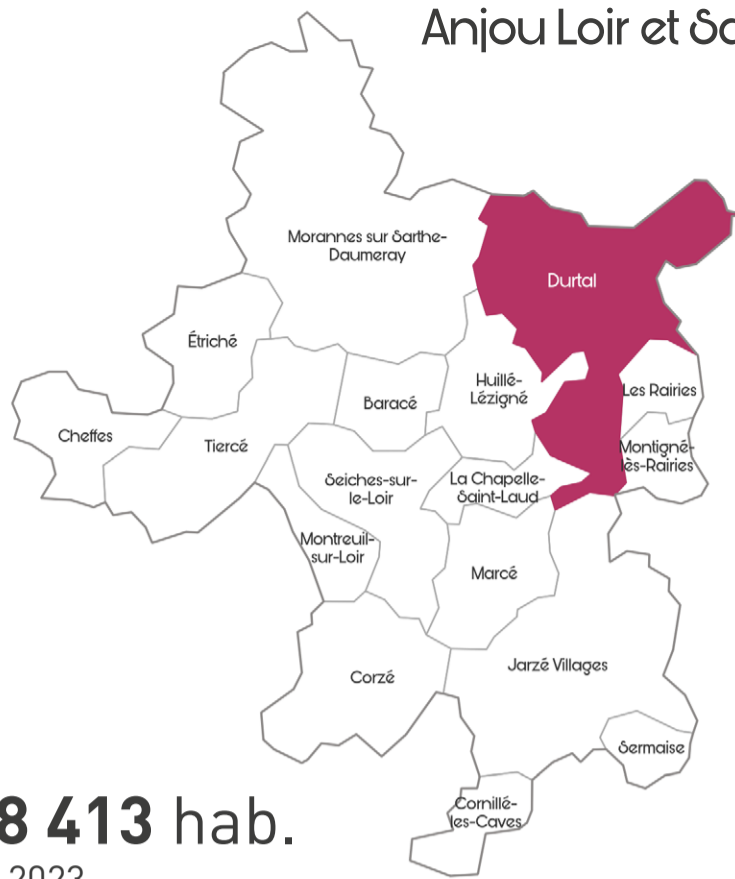 Anjou Loir et
Morannes sur Sarthe-
Daumeray
Durtal
Étriché
Huillé-
Lézigné
Les Rairies
Baracé
Cheffes
Tiercé
Montigné-
lès-Rairies
Seiches-sur-
le-Loir
La Chapelle-
Saint-Laud
Montreuil-
sur-Loir
Marcé
Corzé
Jarzé Villages
Sermaise
8 413 hab.
Cornillé-
les-Caves
2023